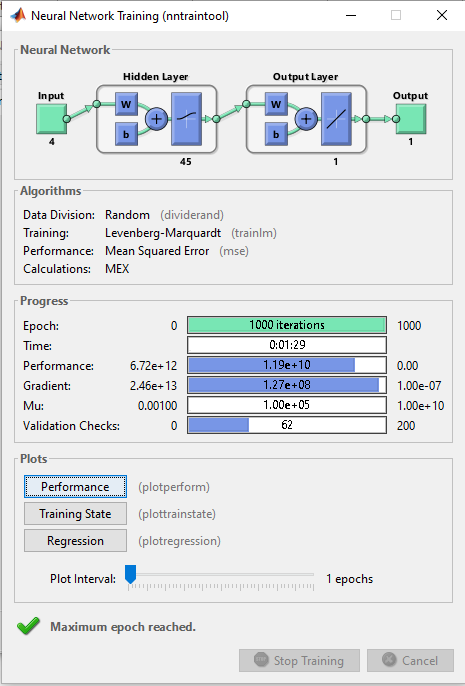 Neural Network Training (nntraintool)
Neural Network
Hidden Layer
Output Layer
Input
Output
W
W
b
b
4
45
1
1
Algorithms
Data Division: Random (dividerand)
Training: Levenberg-Marquardt (trainlm)
Performance: Mean Squared Error (mse)
Calculations: MEX
Progress
Epoch: 0 1000 iterations 1000
Time: 0:01:29
Performance: 6.72e+12 1.19e+10 0.00
Gradient: 2.46e+13 1.27e+08 1.00e-07
Mu: 0.00100 1.00e+05 1.00e+10
Validation Checks: 0 62 200
Plots
Performance (plotperform)
Training State (plottrainstate)
Regression (plotregression)
Plot Interval: 1 epochs
Maximum epoch reached.
Stop Training Cancel